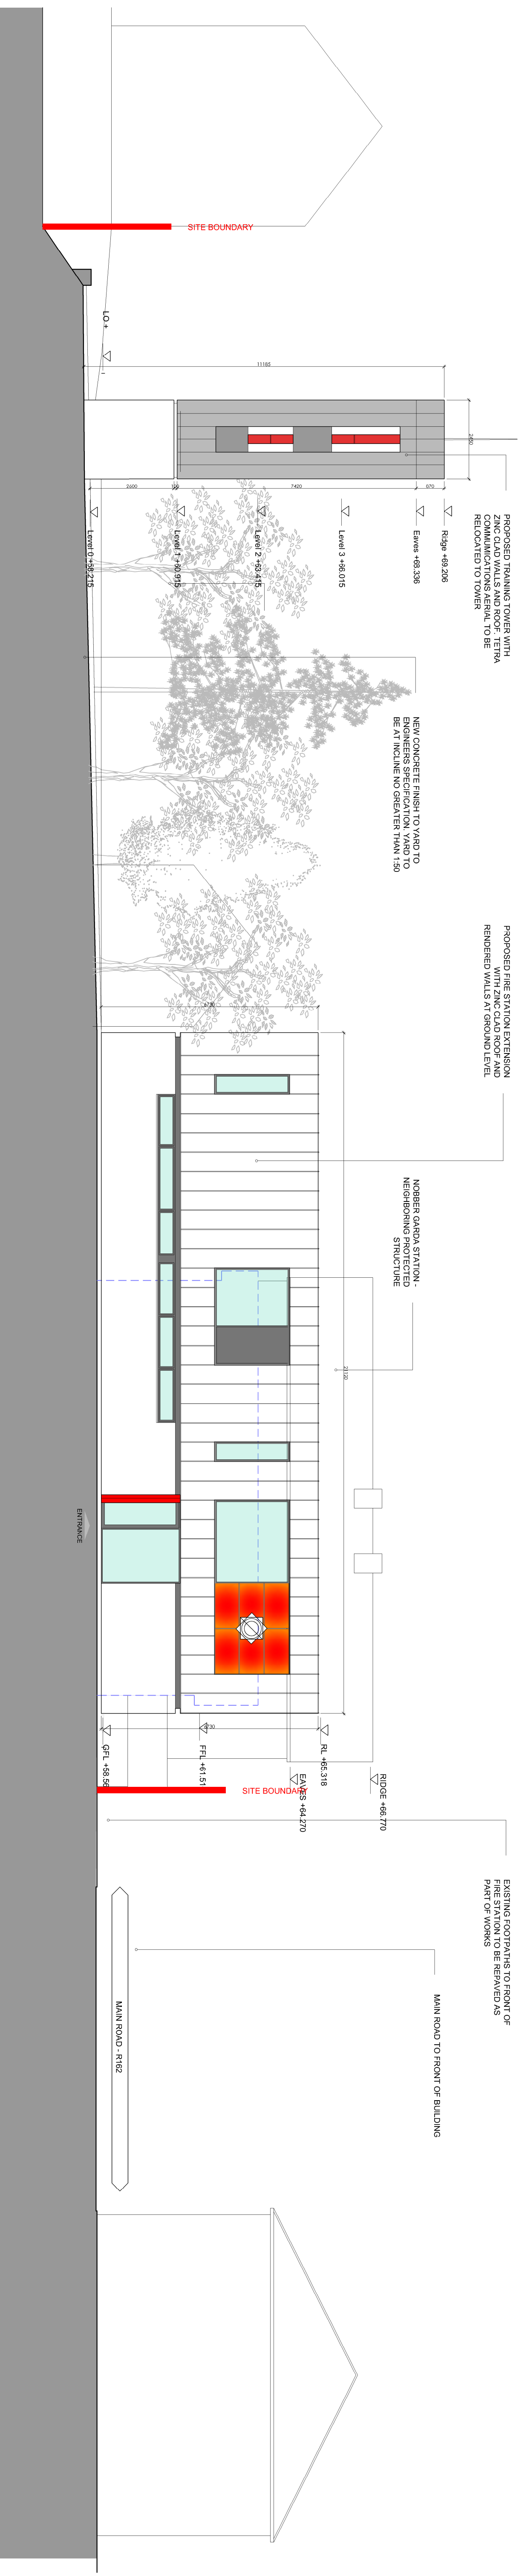 SITE BOUNDARY
LO +
11165
2450
2600
7420
PROPOSED TRAINING TOWER WITH
ZINC CLAD WALLS AND ROOF. TETRA
COMMUMICATIONS AERIAL TO BE
RELOCATED TO TOWER
Ridge +69.206
Eaves +68.336
Level 3 +66.015
Level 2 +63.415
Level 1 +60.915
Level 0 +58.215
NEW CONCRETE FINISH TO YARD TO
ENGINEERS SPECIFICATION. YARD TO
BE AT INCLINE NO GREATER THAN 1:50
PROPOSED FIRE STATION EXTENSION
WITH ZINC CLAD ROOF AND
RENDERED WALLS AT GROUND LEVEL
NOBBER GARDA STATION -
NEIGHBORING PROTECTED
STRUCTURE
21120
ENTRANCE
RIDGE +66.770
RL +65.318
EAVES +64.270
FFL +61.51
GFL +58.56
SITE BOUNDARY
EXISTING FOOTPATHS TO FRONT OF
FIRE STATION TO BE REPAVED AS
PART OF WORKS
MAIN ROAD TO FRONT OF BUILDING
MAIN ROAD - R162